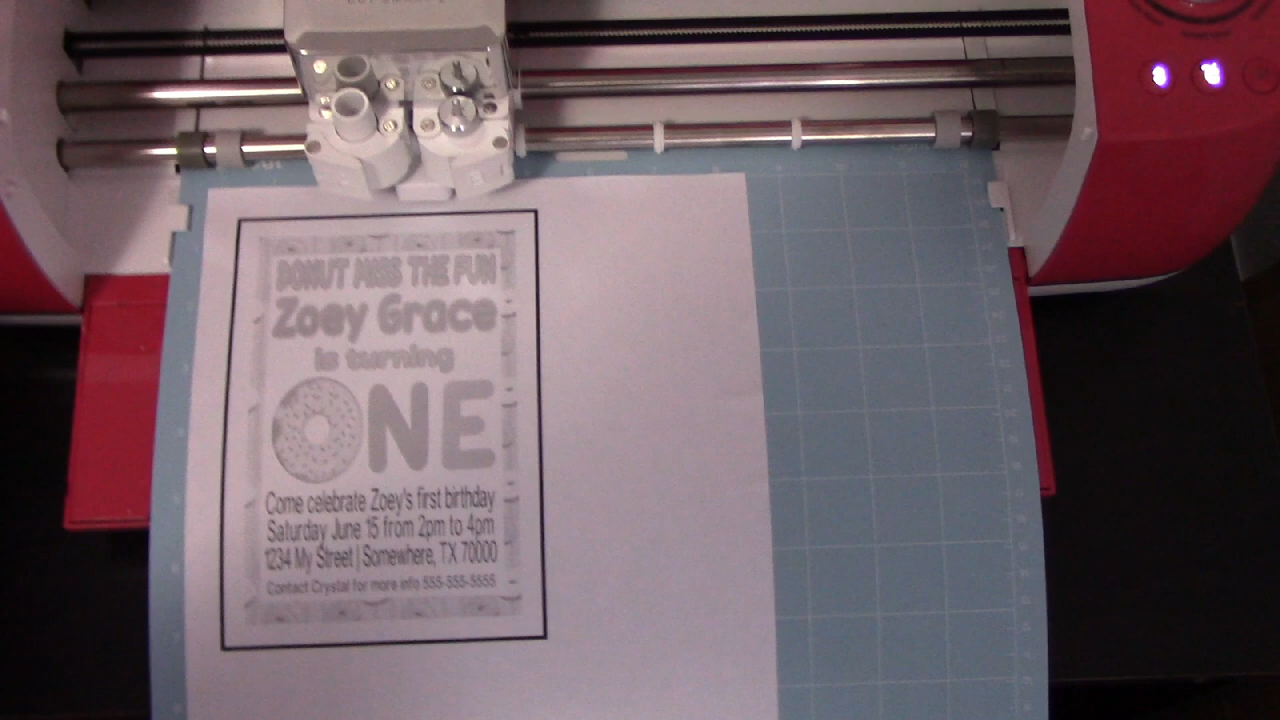 DONUT MISS THE FUN
Zoey Grace
is turning
ONE
Come celebrate Zoey's first birthday
Saturday June 15 from 2pm to 4pm
1234 My Street | Somewhere, TX 70000
Contact Crystal for more info 555-555-5555